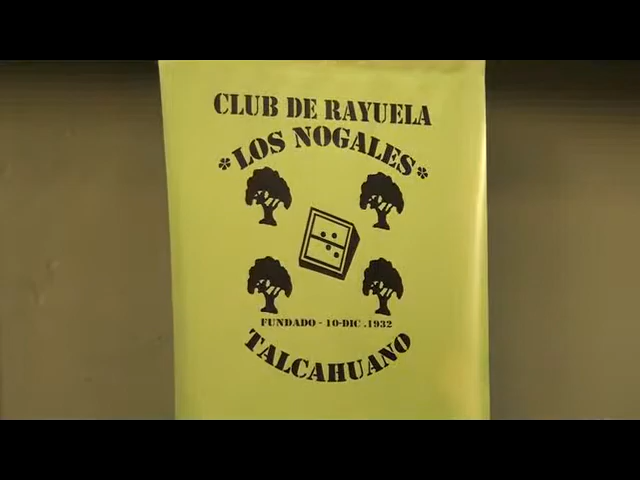 CLUB DE RAYUELA
*LOS NOGALES*
FUNDADO - 10-DIC .1932
TALCAHUANO